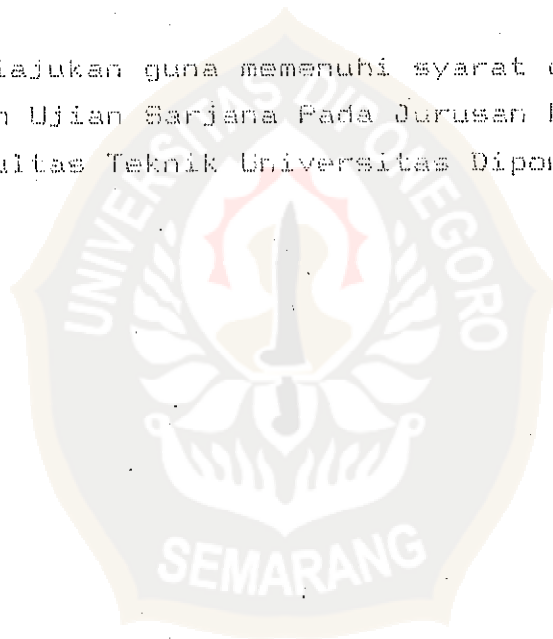 iajukan guna memenuhi syarat
Ujian Sarjana Pada Jurusan
ultas Teknik Universitas Dipon
UNIVERSITAS DIPONEGORO
SEMARANG